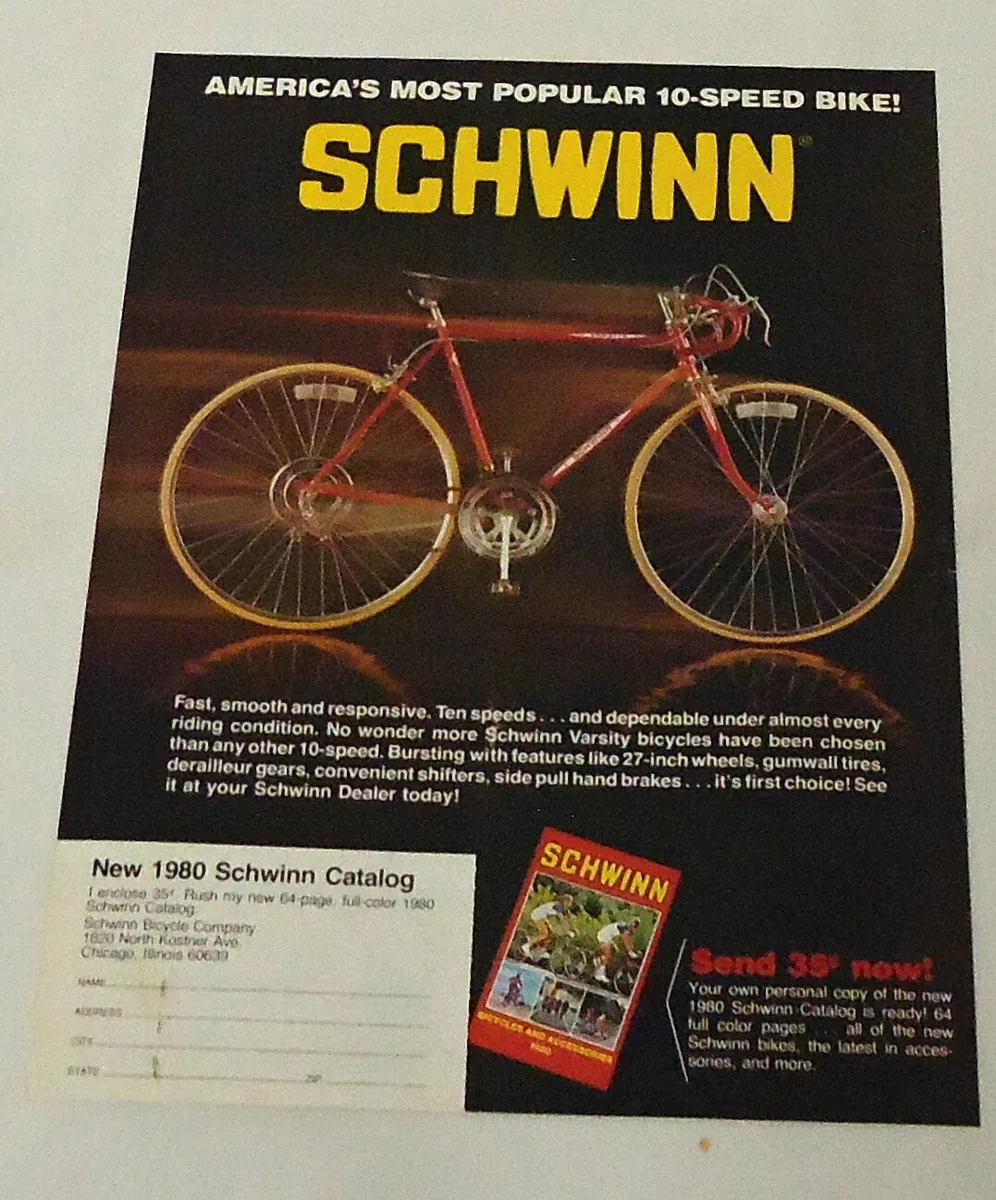 AMERICA'S MOST POPULAR 10-SPEED BIKE!
SCHWINN®
Fast, smooth and responsive. Ten speeds . . . and dependable under almost every
riding condition. No wonder more Schwinn Varsity bicycles have been chosen
than any other 10-speed. Bursting with features like 27-inch wheels, gumwall tires,
derailleur gears, convenient shifters, side pull hand brakes . . . it's first choice! See
it at your Schwinn Dealer today!
New 1980 Schwinn Catalog
I enclose 35¢. Rush my new 64-page, full-color 1980
Schwinn Catalog.
Schwinn Bicycle Company
1820 North Kostner Ave.
Chicago, Illinois 60639
NAME
ADDRESS
CITY
STATE ZIP
SCHWINN
BICYCLES AND ACCESSORIES
1980
Send 35¢ now!
Your own personal copy of the new
1980 Schwinn Catalog is ready! 64
full color pages . . . all of the new
Schwinn bikes, the latest in acces-
sories, and more.